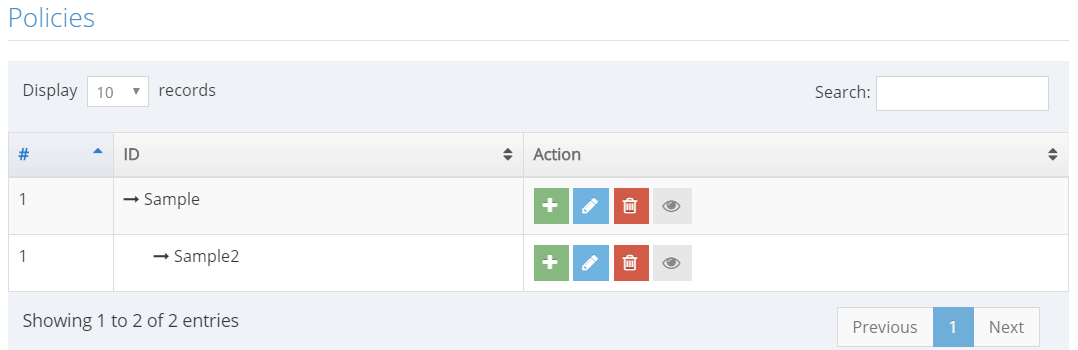 Policies
Display 10 records Search:
# ID Action
1 Sample
1 Sample2
Showing 1 to 2 of 2 entries Previous 1 Next